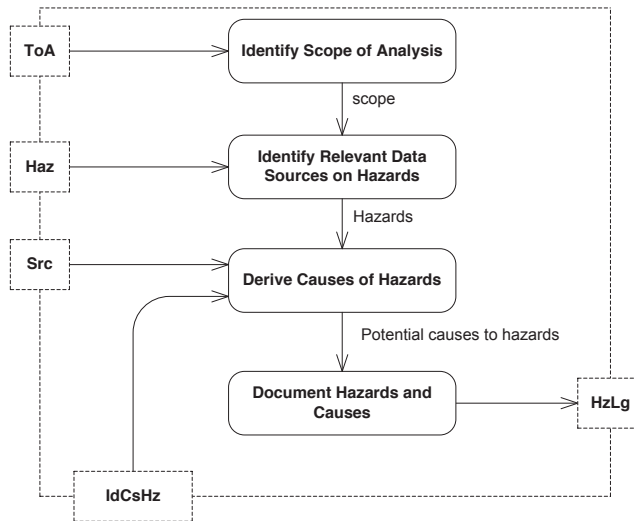 ToA
Identify Scope of Analysis
scope
Haz
Identify Relevant Data
Sources on Hazards
Hazards
Src
Derive Causes of Hazards
Potential causes to hazards
Document Hazards and
Causes
HzLg
IdCsHz